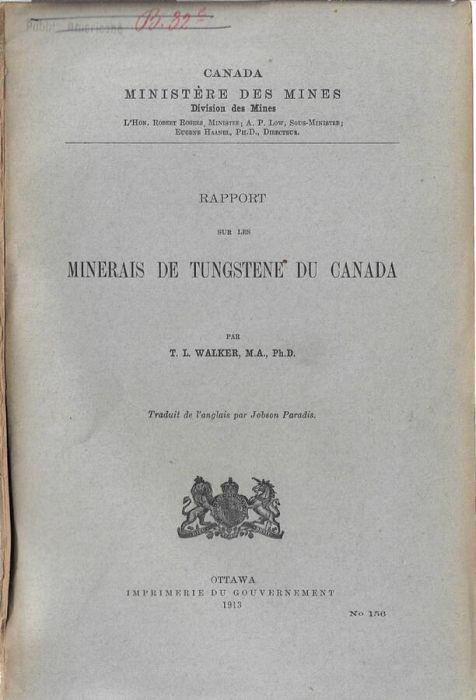 B. 32 c
CANADA
MINISTÈRE DES MINES
Division des Mines
L'Hon. Robert Rogers, Ministre; A. P. Low, Sous-Ministre;
Eugene Haanel, Ph.D., Directeur.
RAPPORT
SUR LES
MINERAIS DE TUNGSTENE DU CANADA
PAR
T. L. WALKER, M.A., Ph.D.
Traduit de l'anglais par Jobson Paradis.
OTTAWA
IMPRIMERIE DU GOUVERNEMENT
1913
No 156